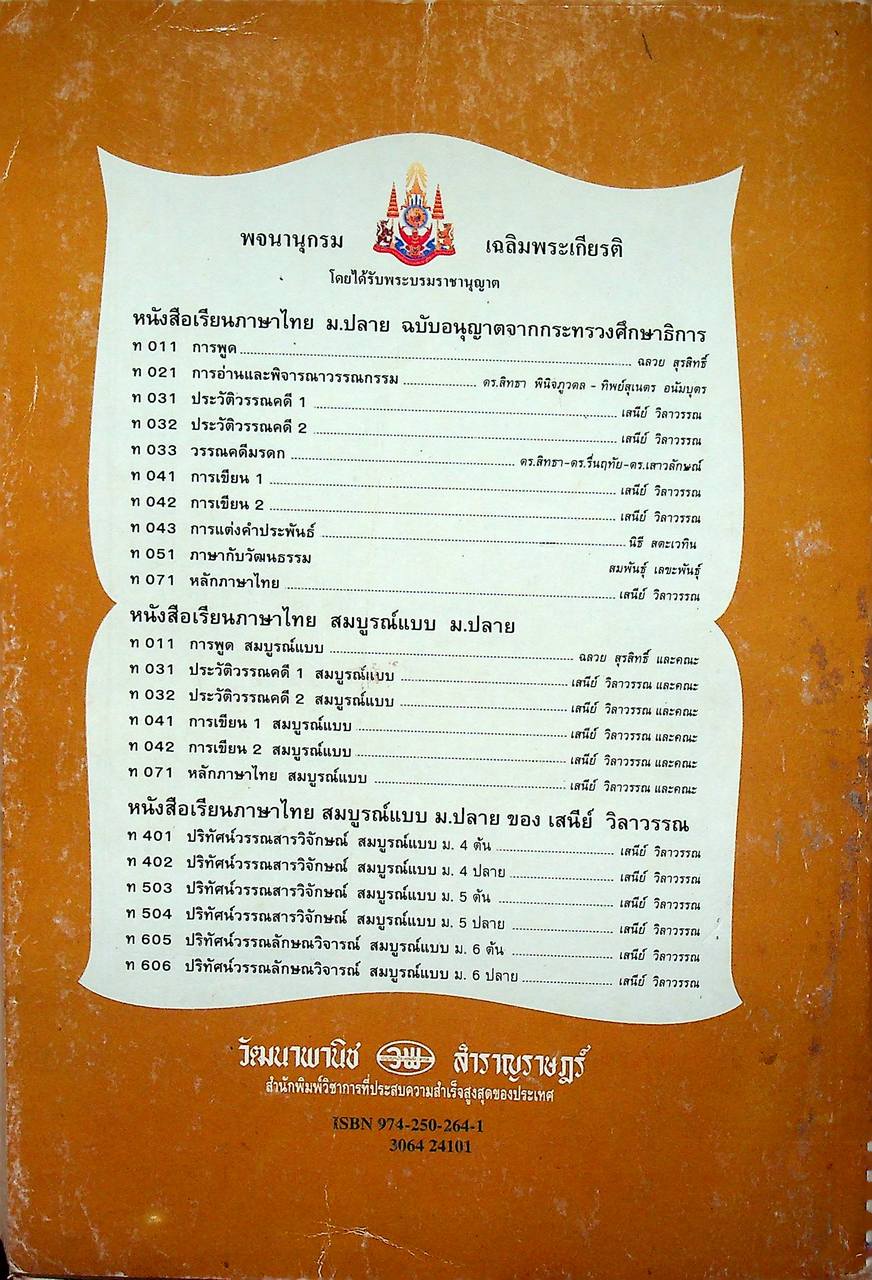 พจนานุกรม เฉลิมพระเกียรติ
โดยได้รับพระบรมราชานุญาต
หนังสือเรียนภาษาไทย ม.ปลาย ฉบับอนุญาตจากกระทรวงศึกษาธิการ
ท 011 การพูด ฉลวย สุรสิทธิ์
ท 021 การอ่านและพิจารณาวรรณกรรม ดร.สิทธา พินิจภูวดล - ทิพย์สุเนตร อนัมบุตร
ท 031 ประวัติวรรณคดี 1 เสนีย์ วิลาวรรณ
ท 032 ประวัติวรรณคดี 2 เสนีย์ วิลาวรรณ
ท 033 วรรณคดีมรดก ดร.สิทธา-ดร.รื่นฤทัย-ดร.เสาวลักษณ์
ท 041 การเขียน 1 เสนีย์ วิลาวรรณ
ท 042 การเขียน 2 เสนีย์ วิลาวรรณ
ท 043 การแต่งคำประพันธ์ นิธี สตะเวทิน
ท 051 ภาษากับวัฒนธรรม สมพันธุ์ เลขะพันธุ์
ท 071 หลักภาษาไทย เสนีย์ วิลาวรรณ
หนังสือเรียนภาษาไทย สมบูรณ์แบบ ม.ปลาย
ท 011 การพูด สมบูรณ์แบบ ฉลวย สุรสิทธิ์ และคณะ
ท 031 ประวัติวรรณคดี 1 สมบูรณ์แบบ เสนีย์ วิลาวรรณ และคณะ
ท 032 ประวัติวรรณคดี 2 สมบูรณ์แบบ เสนีย์ วิลาวรรณ และคณะ
ท 041 การเขียน 1 สมบูรณ์แบบ เสนีย์ วิลาวรรณ และคณะ
ท 042 การเขียน 2 สมบูรณ์แบบ เสนีย์ วิลาวรรณ และคณะ
ท 071 หลักภาษาไทย สมบูรณ์แบบ เสนีย์ วิลาวรรณ และคณะ
หนังสือเรียนภาษาไทย สมบูรณ์แบบ ม.ปลาย ของ เสนีย์ วิลาวรรณ
ท 401 ปริทัศน์วรรณสารวิจักษณ์ สมบูรณ์แบบ ม. 4 ต้น เสนีย์ วิลาวรรณ
ท 402 ปริทัศน์วรรณสารวิจักษณ์ สมบูรณ์แบบ ม. 4 ปลาย เสนีย์ วิลาวรรณ
ท 503 ปริทัศน์วรรณสารวิจักษณ์ สมบูรณ์แบบ ม. 5 ต้น เสนีย์ วิลาวรรณ
ท 504 ปริทัศน์วรรณสารวิจักษณ์ สมบูรณ์แบบ ม. 5 ปลาย เสนีย์ วิลาวรรณ
ท 605 ปริทัศน์วรรณลักษณวิจารณ์ สมบูรณ์แบบ ม. 6 ต้น เสนีย์ วิลาวรรณ
ท 606 ปริทัศน์วรรณลักษณวิจารณ์ สมบูรณ์แบบ ม. 6 ปลาย เสนีย์ วิลาวรรณ
วัฒนาพานิช วพ สำราญราษฎร์
สำนักพิมพ์วิชาการที่ประสบความสำเร็จสูงสุดของประเทศ
ISBN 974-250-264-1
3064 24101